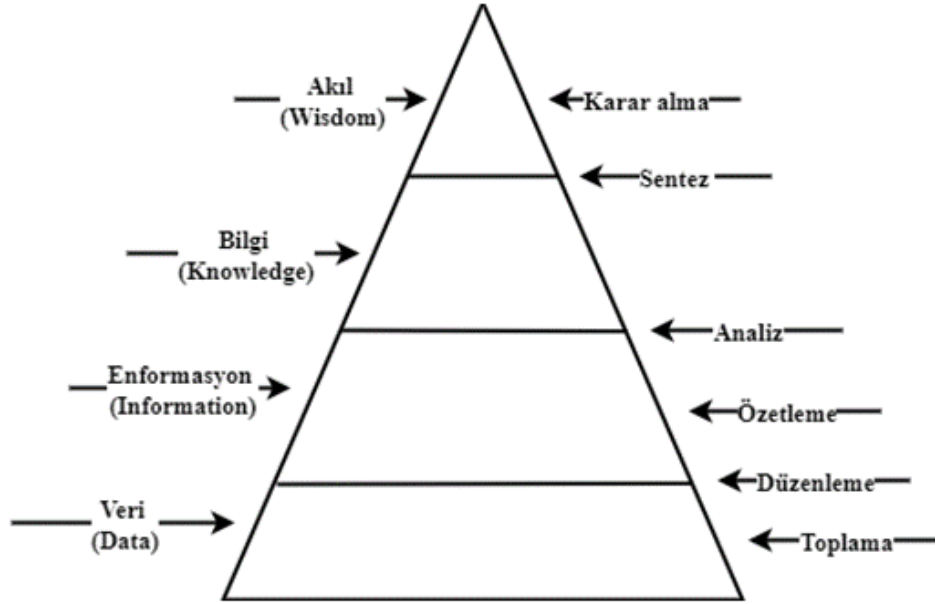 Akıl
(Wisdom)
Karar alma
Sentez
Bilgi
(Knowledge)
Analiz
Enformasyon
(Information)
Özetleme
Düzenleme
Veri
(Data)
Toplama